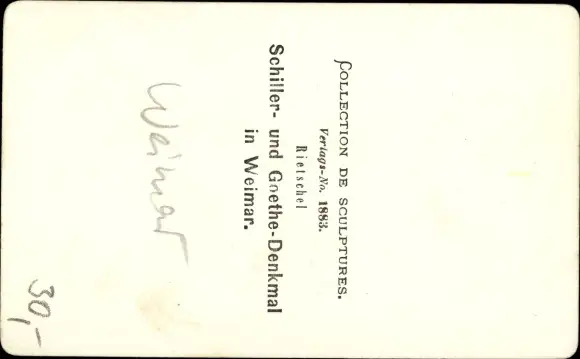 COLLECTION DE SCULPTURES.
Verlags-No. 1883.
Rietschel
Schiller- und Goethe-Denkmal
in Weimar.
Weimar
30,-